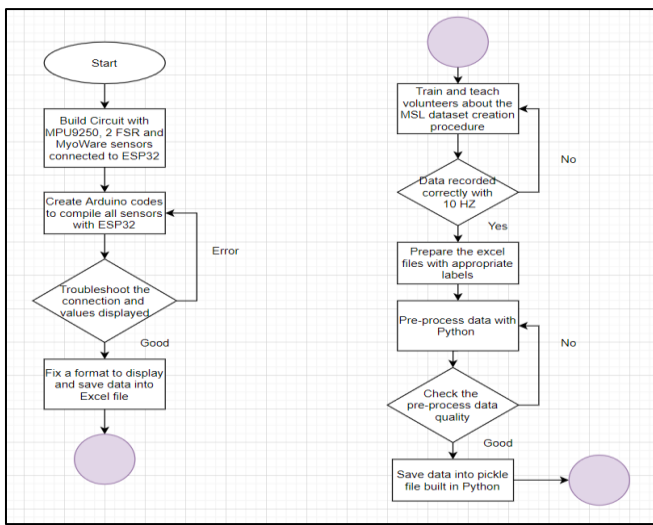 Start
Build Circuit with
MPU9250, 2 FSR and
MyoWare sensors
connected to ESP32
Create Arduino codes
to compile all sensors
with ESP32
Error
Troubleshoot the
connection and
values displayed
Good
Fix a format to display
and save data into
Excel file
Train and teach
volunteers about the
MSL dataset creation
procedure
No
Data recorded
correctly with
10 HZ
Yes
Prepare the excel
files with appropriate
labels
Pre-process data with
Python
No
Check the
pre-process data
quality
Good
Save data into pickle
file built in Python